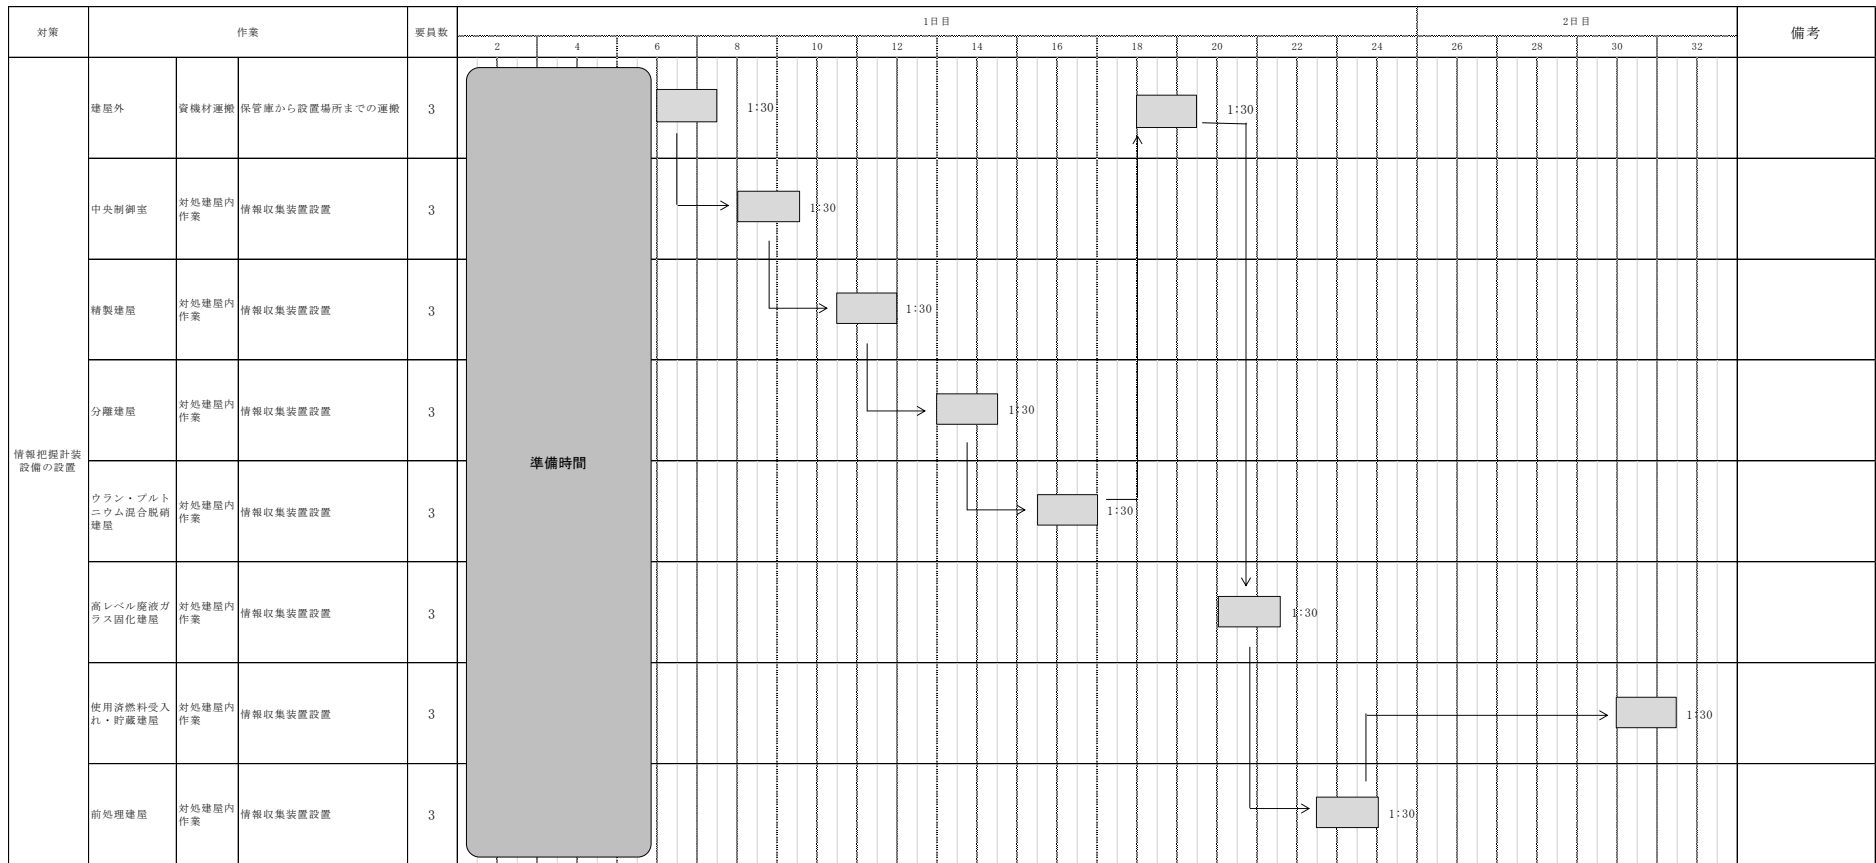 対策 作業 要員数 1日目 2日目 備考
2 4 6 8 10 12 14 16 18 20 22 24 26 28 30 32
情報把握計装
設備の設置
準備時間
建屋外 資機材運搬 保管庫から設置場所までの運搬 3 1:30 1:30
中央制御室 対処建屋内
作業 情報収集装置設置 3 1:30
精製建屋 対処建屋内
作業 情報収集装置設置 3 1:30
分離建屋 対処建屋内
作業 情報収集装置設置 3 1:30
ウラン・プルト
ニウム混合脱硝
建屋 対処建屋内
作業 情報収集装置設置 3 1:30
高レベル廃液ガ
ラス固化建屋 対処建屋内
作業 情報収集装置設置 3 1:30
使用済燃料受入
れ・貯蔵建屋 対処建屋内
作業 情報収集装置設置 3 1:30
前処理建屋 対処建屋内
作業 情報収集装置設置 3 1:30